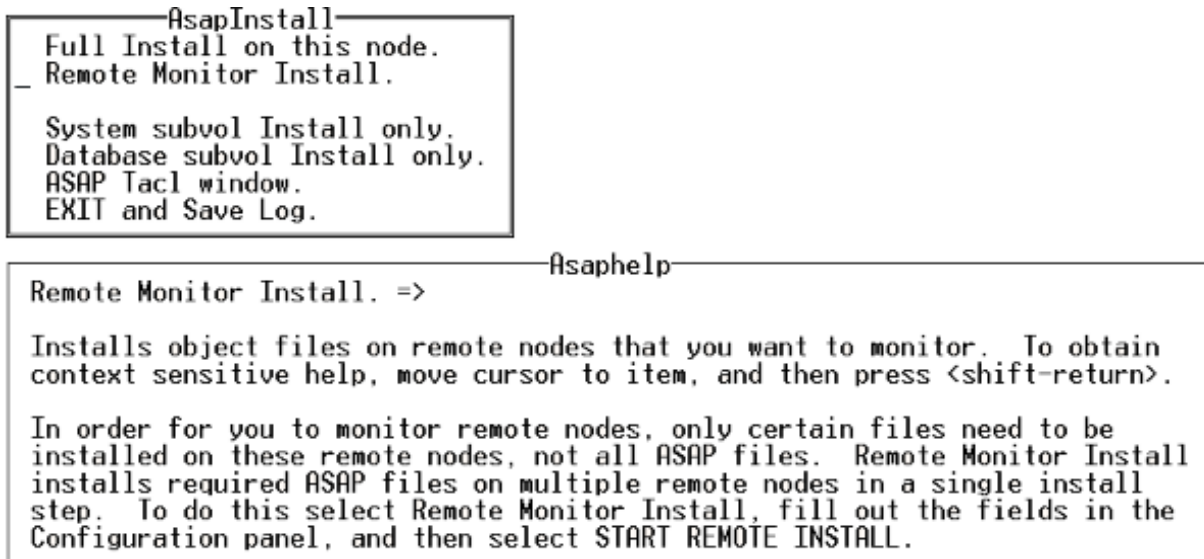 AsapInstall
Full Install on this node.
_ Remote Monitor Install.
System subvol Install only.
Database subvol Install only.
ASAP Tacl window.
EXIT and Save Log.
Asaphelp
Remote Monitor Install. =>
Installs object files on remote nodes that you want to monitor.  To obtain
context sensitive help, move cursor to item, and then press <shift-return>.
In order for you to monitor remote nodes, only certain files need to be
installed on these remote nodes, not all ASAP files.  Remote Monitor Install
installs required ASAP files on multiple remote nodes in a single install
step.  To do this select Remote Monitor Install, fill out the fields in the
Configuration panel, and then select START REMOTE INSTALL.